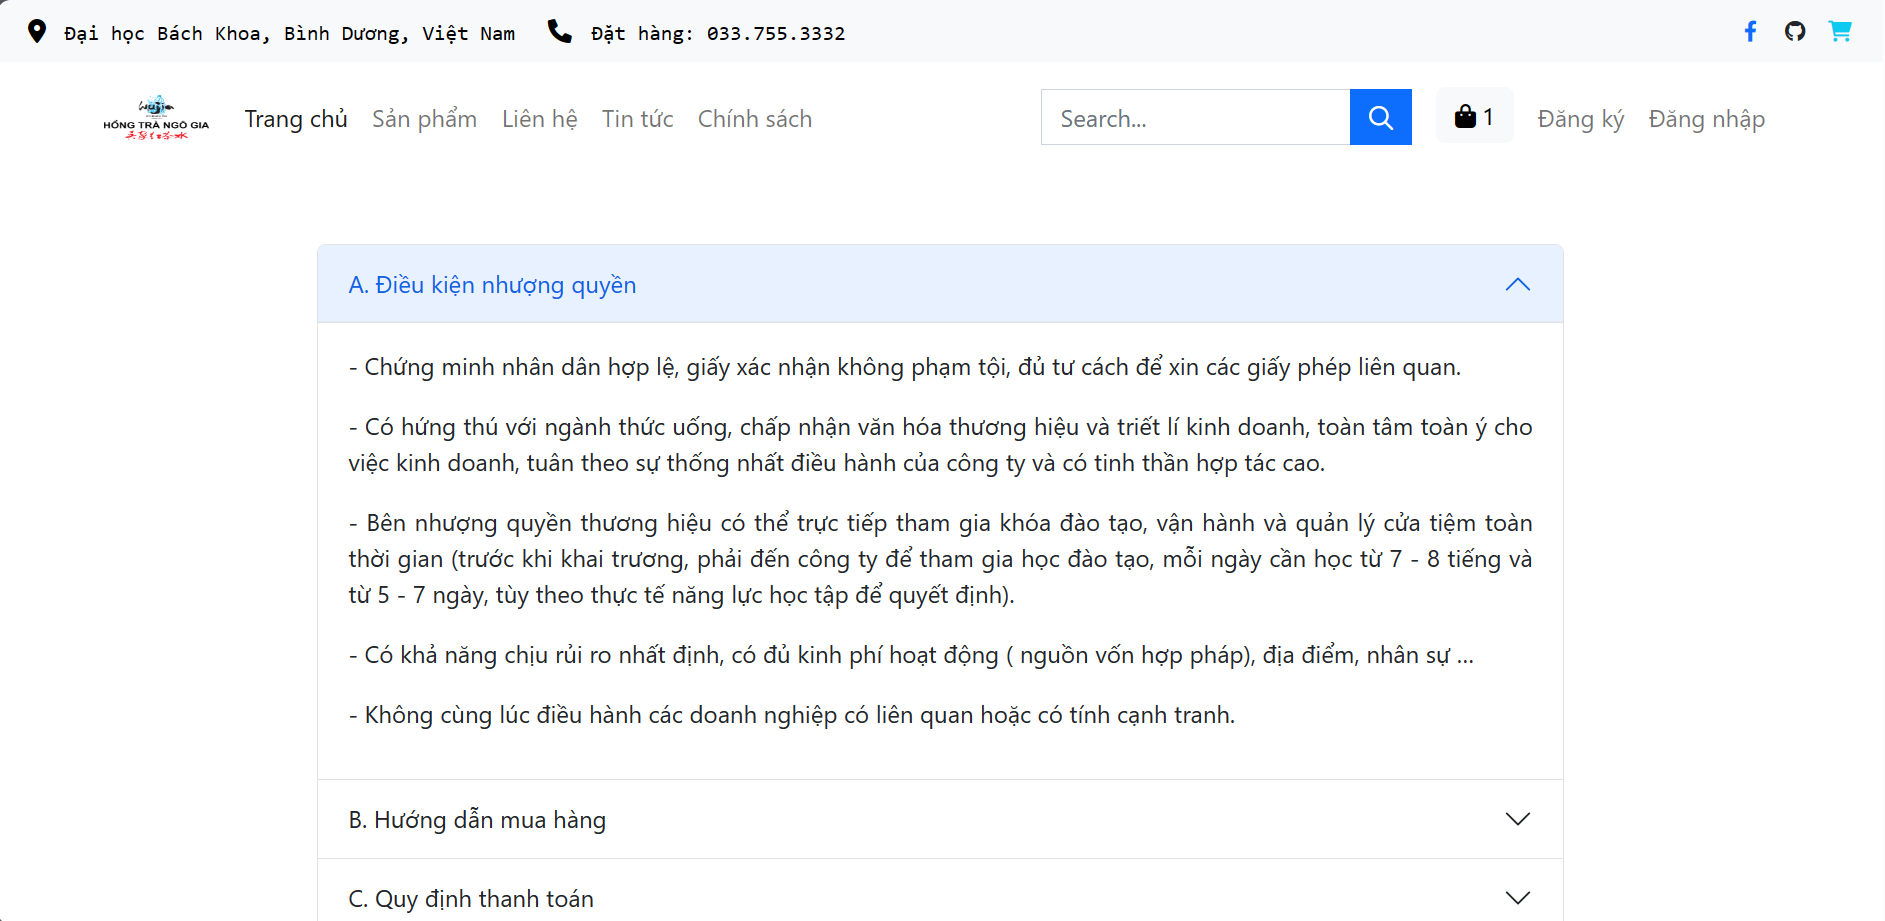 Đại học Bách Khoa, Bình Dương, Việt Nam
Đặt hàng: 033.755.3332
HỒNG TRÀ NGÔ GIA
Trang chủ
Sản phẩm
Liên hệ
Tin tức
Chính sách
Search...
1
Đăng ký
Đăng nhập
A. Điều kiện nhượng quyền
- Chứng minh nhân dân hợp lệ, giấy xác nhận không phạm tội, đủ tư cách để xin các giấy phép liên quan.
- Có hứng thú với ngành thức uống, chấp nhận văn hóa thương hiệu và triết lí kinh doanh, toàn tâm toàn ý cho
việc kinh doanh, tuân theo sự thống nhất điều hành của công ty và có tinh thần hợp tác cao.
- Bên nhượng quyền thương hiệu có thể trực tiếp tham gia khóa đào tạo, vận hành và quản lý cửa tiệm toàn
thời gian (trước khi khai trương, phải đến công ty để tham gia học đào tạo, mỗi ngày cần học từ 7 - 8 tiếng và
từ 5 - 7 ngày, tùy theo thực tế năng lực học tập để quyết định).
- Có khả năng chịu rủi ro nhất định, có đủ kinh phí hoạt động ( nguồn vốn hợp pháp), địa điểm, nhân sự ...
- Không cùng lúc điều hành các doanh nghiệp có liên quan hoặc có tính cạnh tranh.
B. Hướng dẫn mua hàng
C. Quy định thanh toán